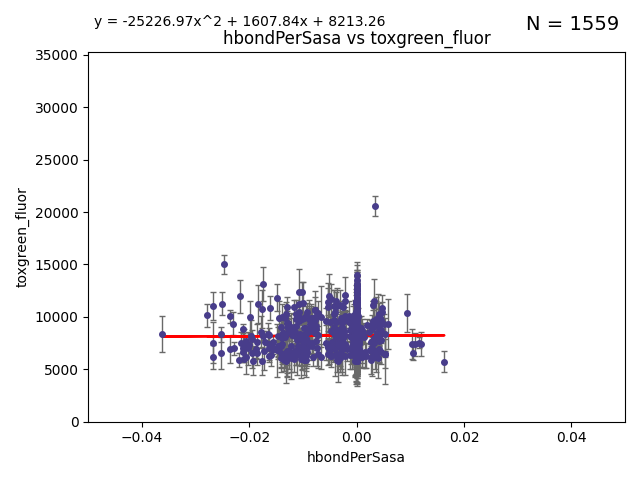 y = -25226.97x^2 + 1607.84x + 8213.26
N = 1559
hbondPerSasa vs toxgreen_fluor
35000
30000
25000
20000
15000
10000
5000
0
toxgreen_fluor
−0.04
−0.02
0.00
0.02
0.04
hbondPerSasa